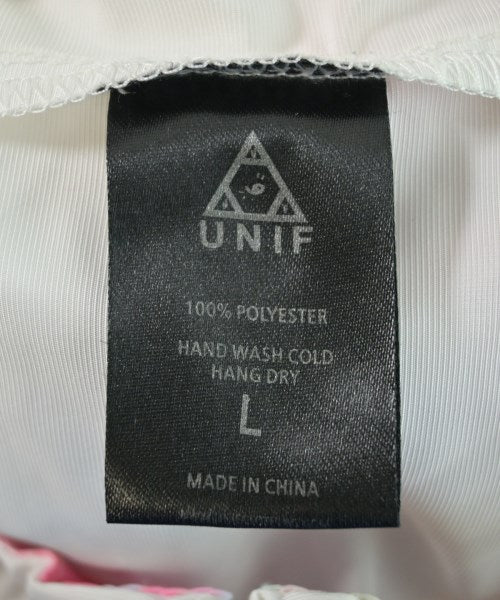 UNIF
100% POLYESTER
HAND WASH COLD
HANG DRY
L
MADE IN CHINA